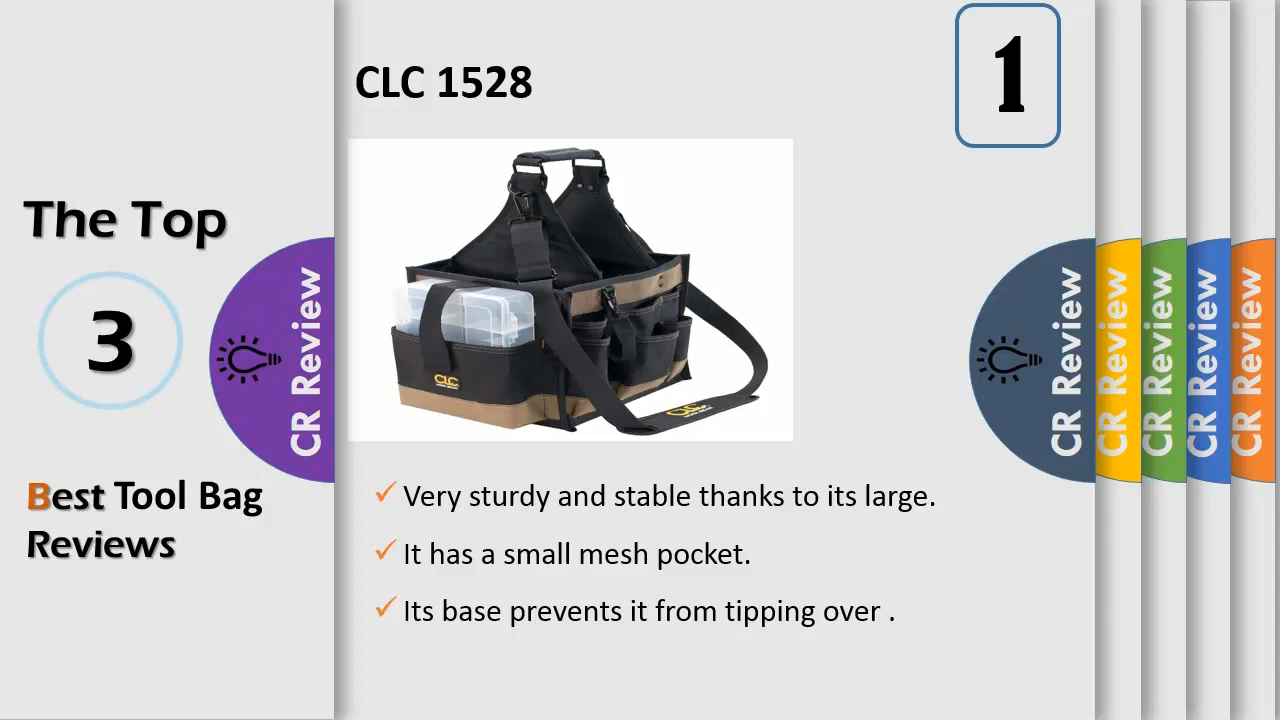 CLC 1528
1
The Top
3
Best Tool Bag
Reviews
CR Review
CLC
CLC
✓ Very sturdy and stable thanks to its large.
✓ It has a small mesh pocket.
✓ Its base prevents it from tipping over .
CR Review
CR Review
CR Review
CR Review
CR Review